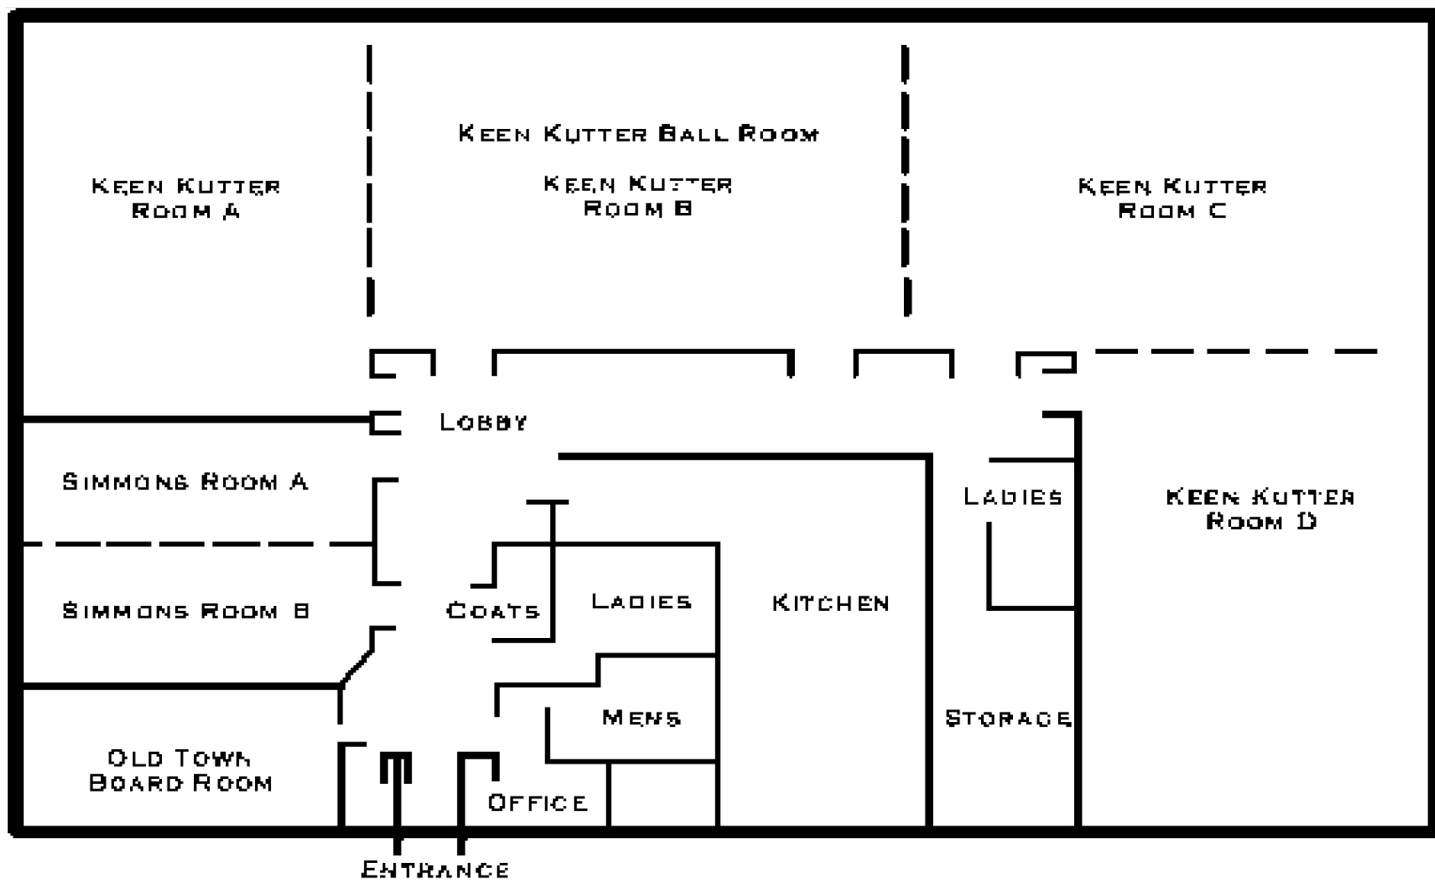 KEEN KUTTER BALL ROOM
KEEN KUTTER
ROOM A
KEEN KUTTER
ROOM B
KEEN KUTTER
ROOM C
LOBBY
SIMMONS ROOM A
LADIES
KEEN KUTTER
ROOM D
SIMMONS ROOM B
COATS
LADIES
KITCHEN
MENS
STORAGE
OLD TOWN
BOARD ROOM
OFFICE
ENTRANCE